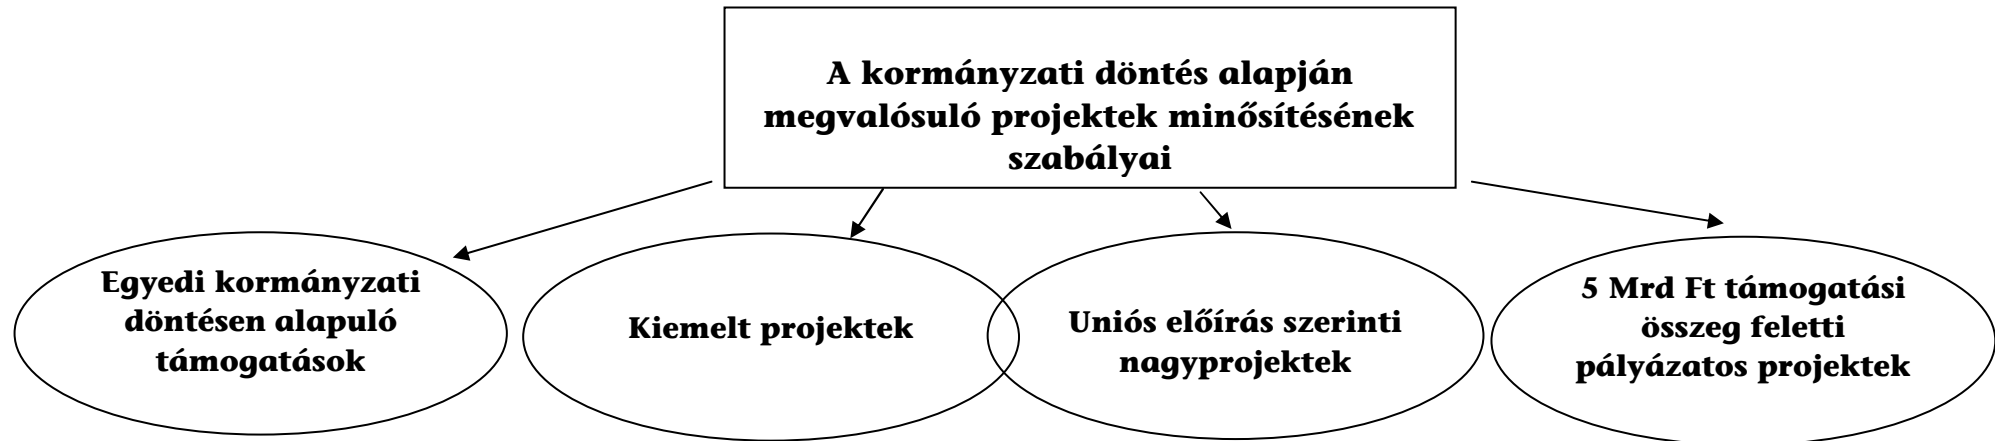 A kormányzati döntés alapján
megvalósuló projektek minősítésének
szabályai
Egyedi kormányzati
döntésen alapuló
támogatások
Kiemelt projektek
Uniós előírás szerinti
nagyprojektek
5 Mrd Ft támogatási
összeg feletti
pályázatos projektek